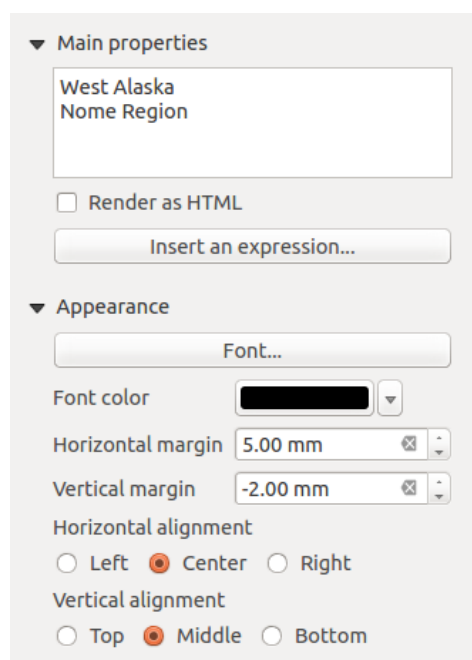 Main properties
West Alaska
Nome Region
Render as HTML
Insert an expression...
Appearance
Font...
Font color
Horizontal margin 5.00 mm
Vertical margin -2.00 mm
Horizontal alignment
Left Center Right
Vertical alignment
Top Middle Bottom